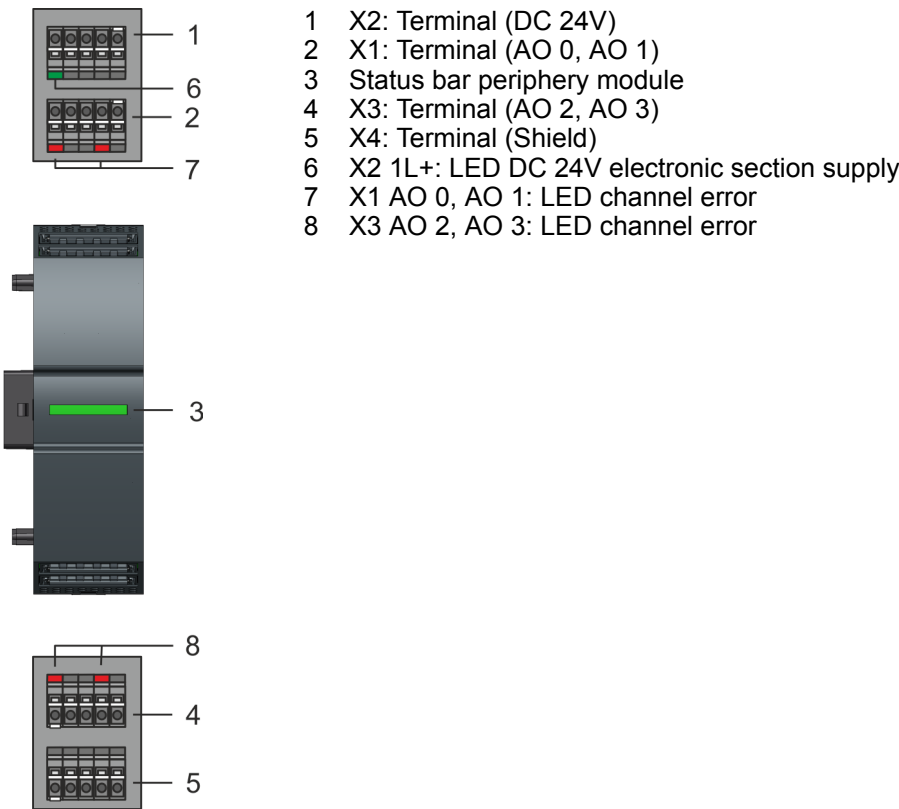 1 X2: Terminal (DC 24V)
2 X1: Terminal (AO 0, AO 1)
3 Status bar periphery module
4 X3: Terminal (AO 2, AO 3)
5 X4: Terminal (Shield)
6 X2 1L+: LED DC 24V electronic section supply
7 X1 AO 0, AO 1: LED channel error
8 X3 AO 2, AO 3: LED channel error
1
6
2
7
3
8
4
5